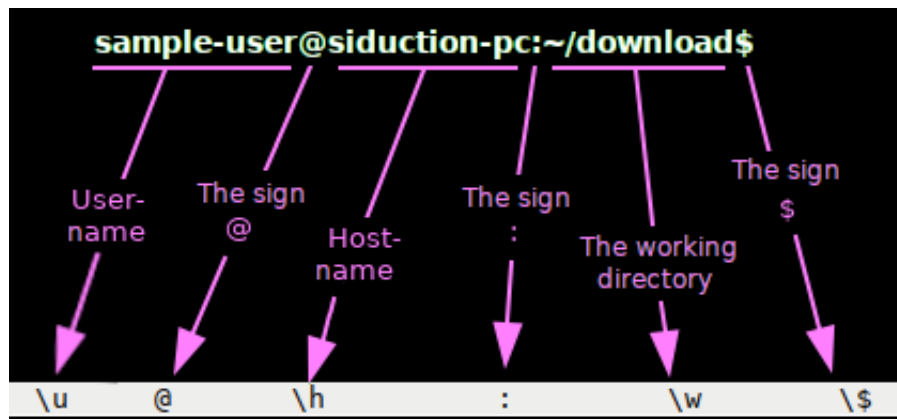 sample-user@siduction-pc:~/download$
User-
name
The sign
@
Host-
name
The sign
:
The working
directory
The sign
$
\u @ \h : \w \$